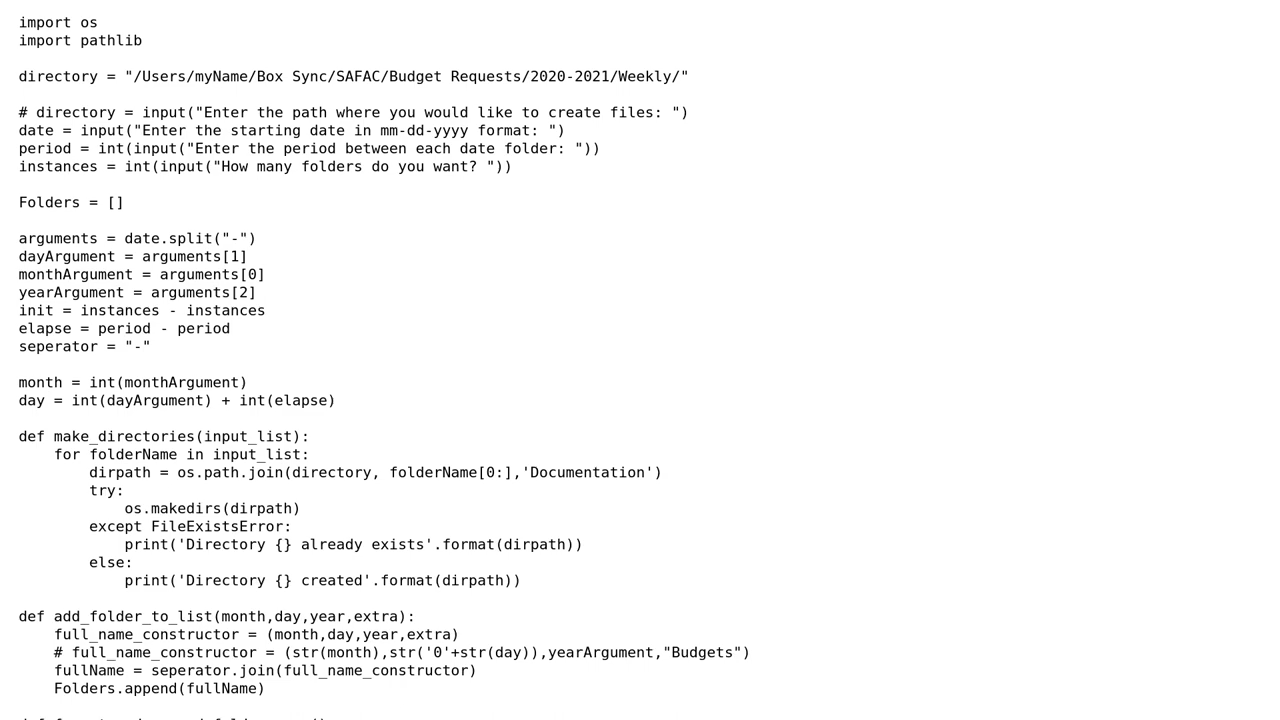 import os
import pathlib
directory = "/Users/myName/Box Sync/SAFAC/Budget Requests/2020-2021/Weekly/"
# directory = input("Enter the path where you would like to create files: ")
date = input("Enter the starting date in mm-dd-yyyy format: ")
period = int(input("Enter the period between each date folder: "))
instances = int(input("How many folders do you want? "))
Folders = []
arguments = date.split("-")
dayArgument = arguments[1]
monthArgument = arguments[0]
yearArgument = arguments[2]
init = instances - instances
elapse = period - period
seperator = "-"
month = int(monthArgument)
day = int(dayArgument) + int(elapse)
def make_directories(input_list):
    for folderName in input_list:
        dirpath = os.path.join(directory, folderName[0:],'Documentation')
        try:
            os.makedirs(dirpath)
        except FileExistsError:
            print('Directory {} already exists'.format(dirpath))
        else:
            print('Directory {} created'.format(dirpath))
def add_folder_to_list(month,day,year,extra):
    full_name_constructor = (month,day,year,extra)
    # full_name_constructor = (str(month),str('0'+str(day)),yearArgument,"Budgets")
    fullName = seperator.join(full_name_constructor)
    Folders.append(fullName)